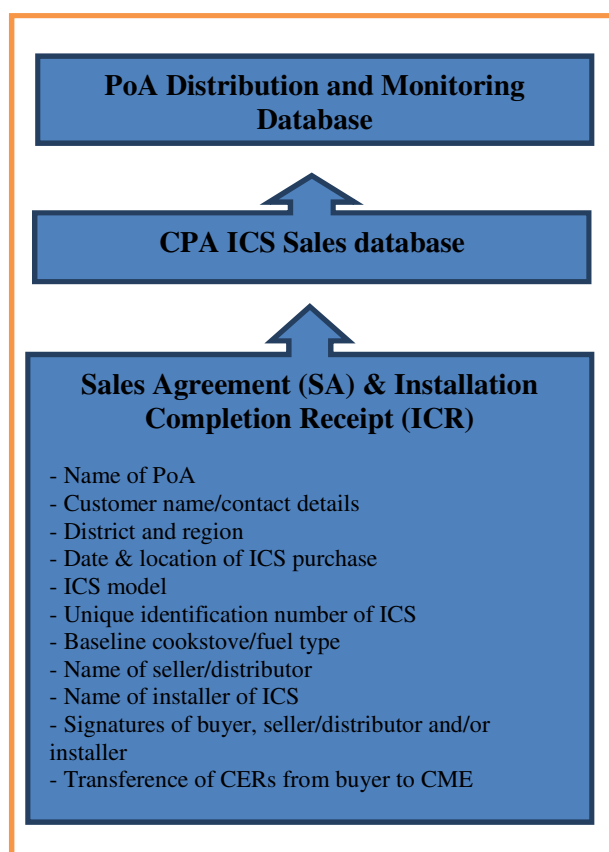 PoA Distribution and Monitoring
Database
CPA ICS Sales database
Sales Agreement (SA) & Installation
Completion Receipt (ICR)
- Name of PoA
- Customer name/contact details
- District and region
- Date & location of ICS purchase
- ICS model
- Unique identification number of ICS
- Baseline cookstove/fuel type
- Name of seller/distributor
- Name of installer of ICS
- Signatures of buyer, seller/distributor and/or
installer
- Transference of CERs from buyer to CME